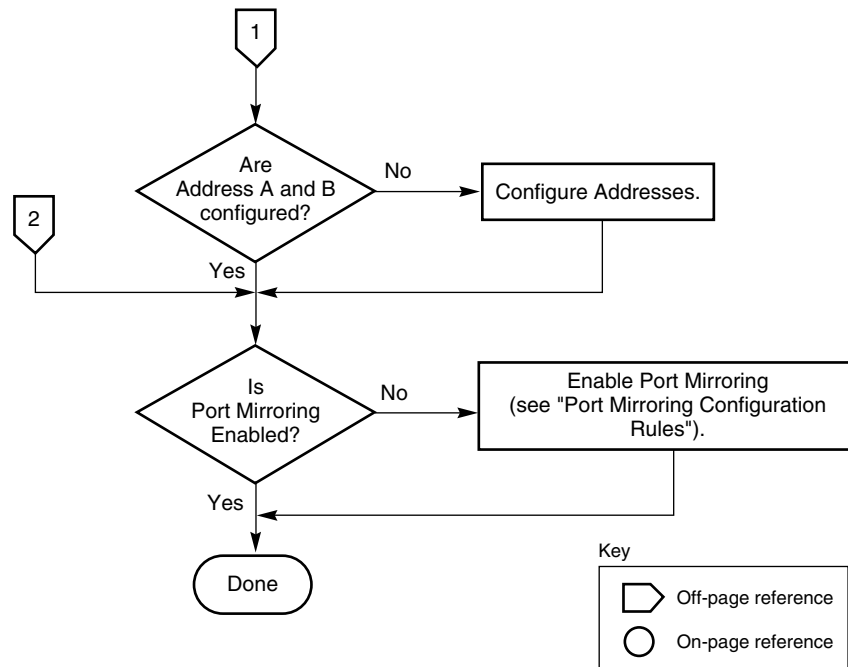 1
Are
Address A and B
configured?
No
Configure Addresses.
2
Yes
Is
Port Mirroring
Enabled?
No
Enable Port Mirroring
(see "Port Mirroring Configuration
Rules").
Yes
Done
Key
Off-page reference
On-page reference